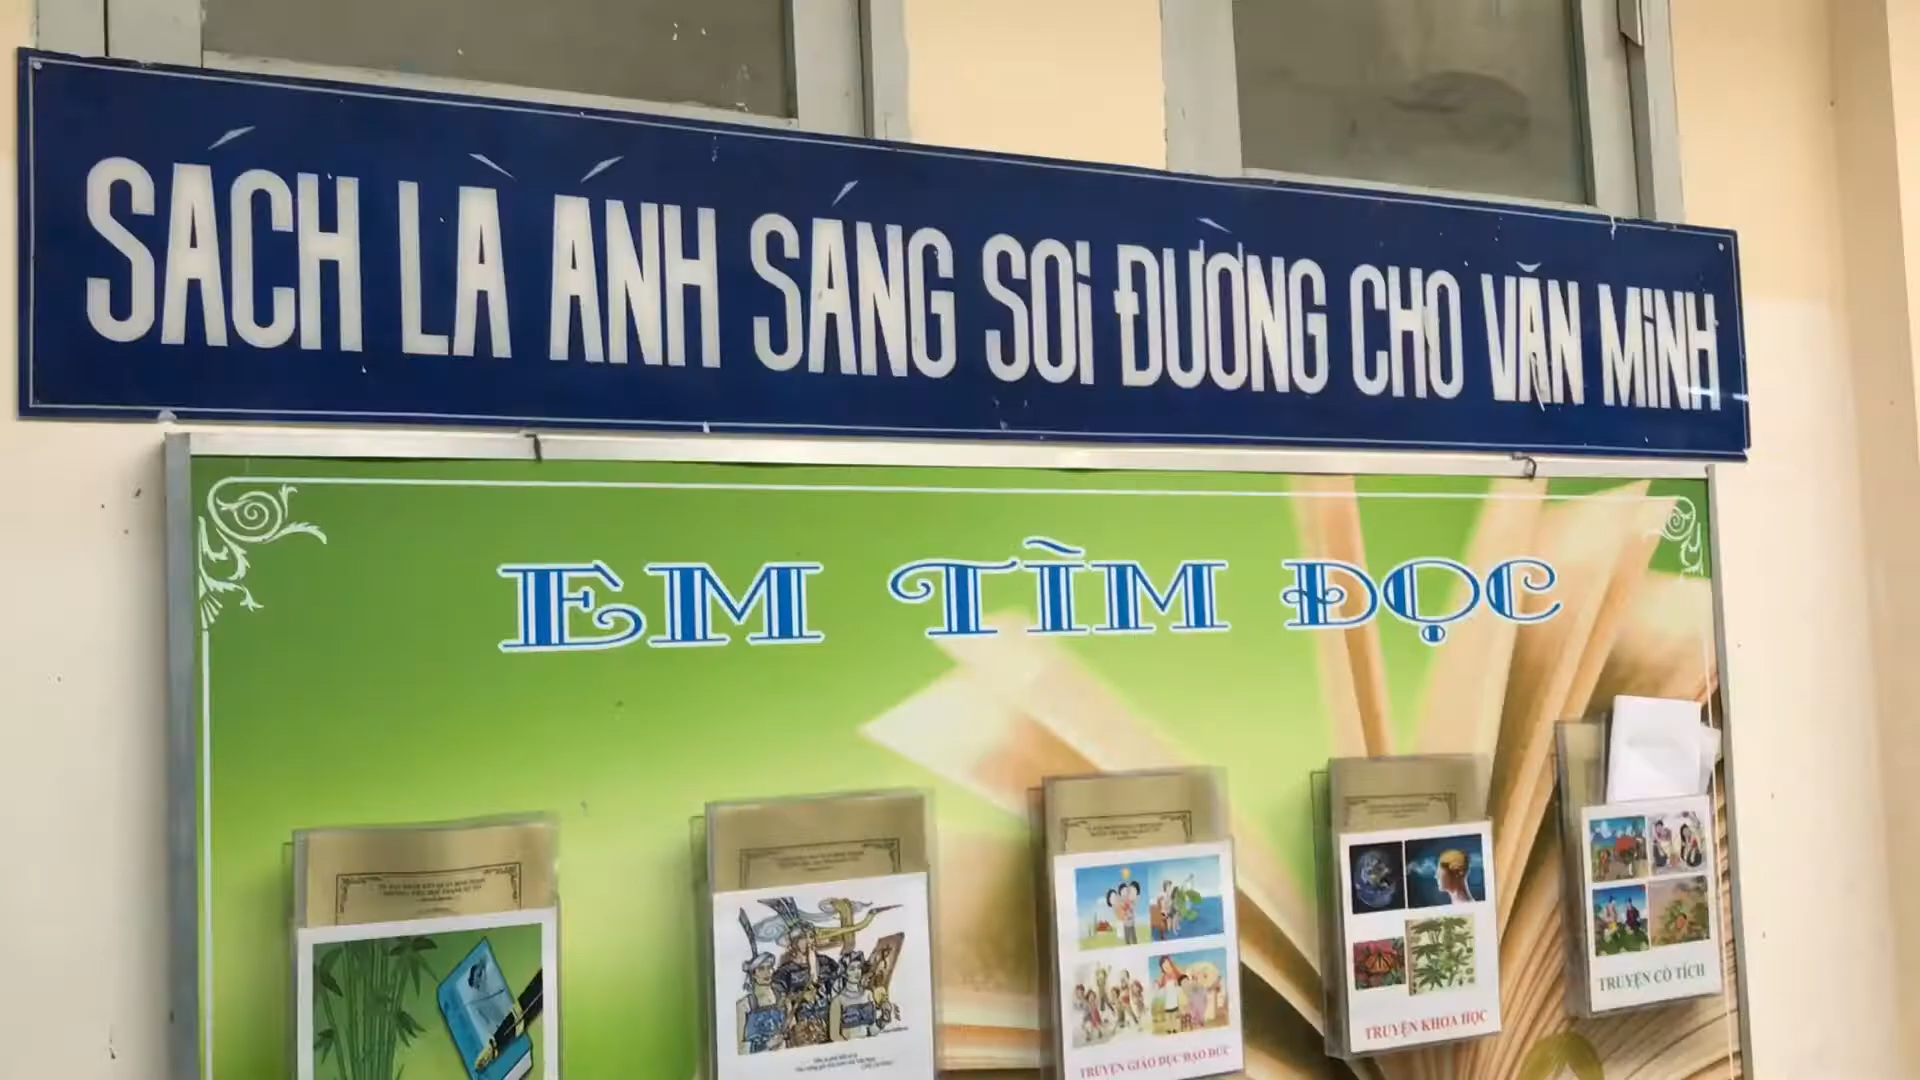 SÁCH LÀ ÁNH SÁNG SOI ĐƯỜNG CHO VĂN MINH
EM TÌM ĐỌC
TRUYỆN GIÁO DỤC ĐẠO ĐỨC
TRUYỆN KHOA HỌC
TRUYỆN CỔ TÍCH